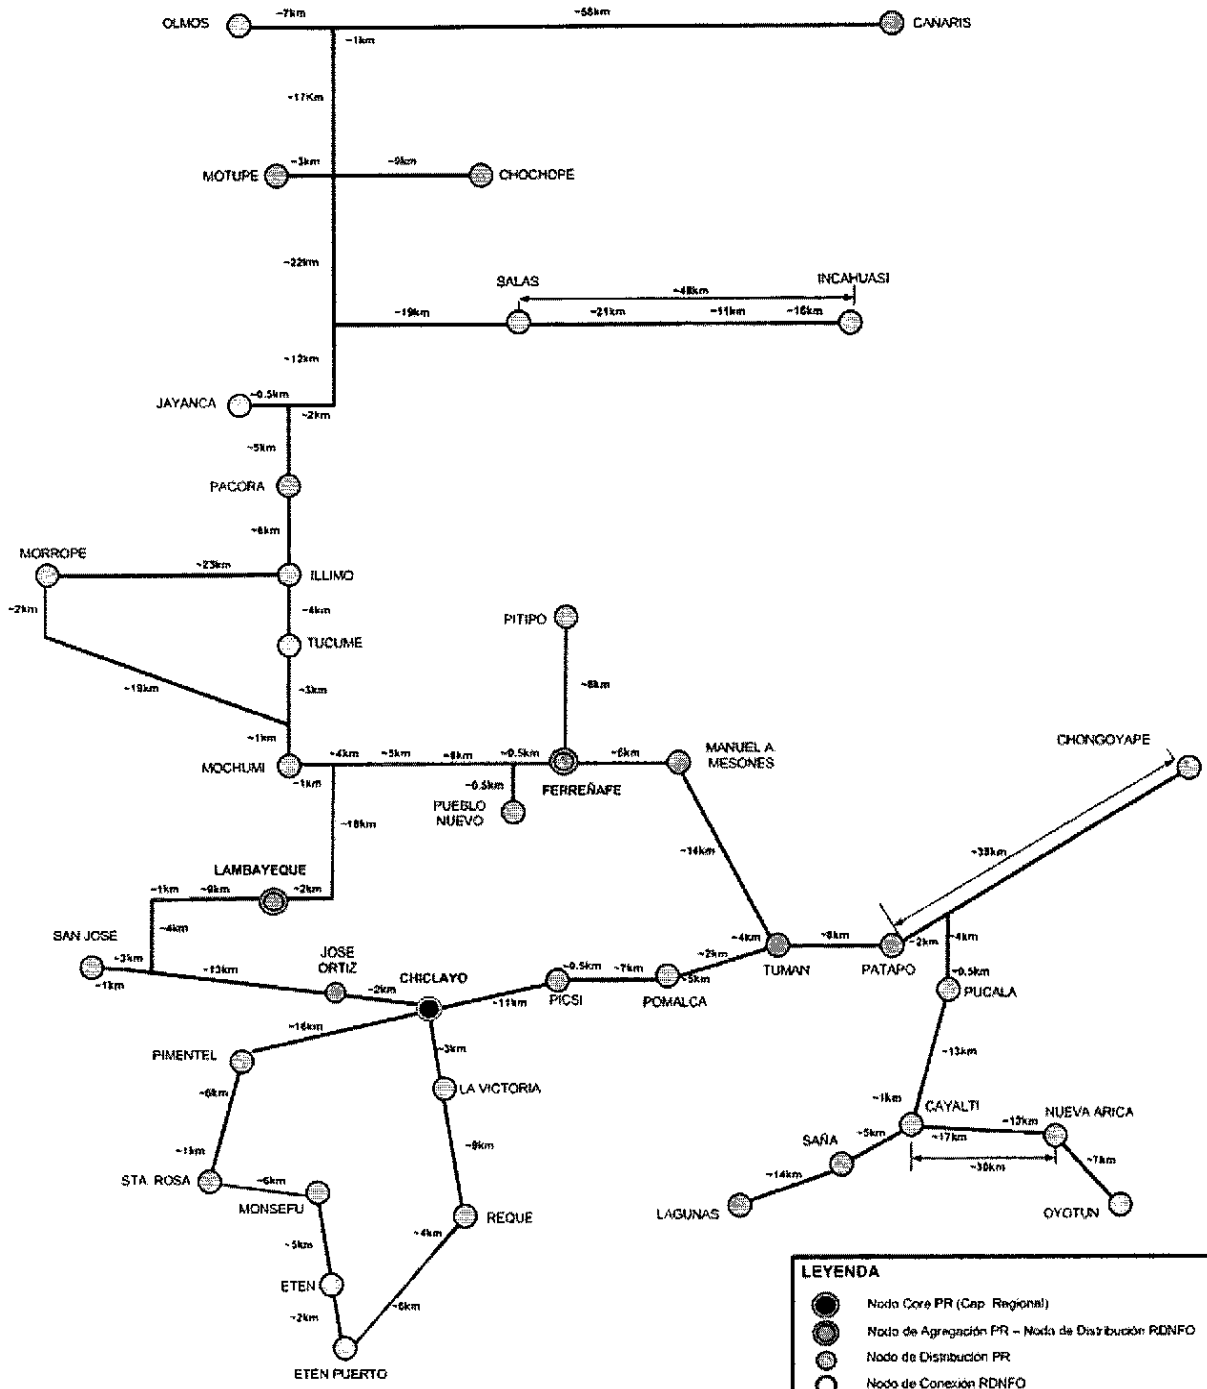 ~7km
~58km
OLMOS
CANARIS
~1km
~17Km
~3km
~9km
MOTUPE
CHOCHOPE
~22km
SALAS
INCAHUASI
~48km
~19km
~21km
~11km
~16km
~12km
~0.5km
JAYANCA
~2km
~5km
PACORA
~6km
MORROPE
~23km
ILLIMO
~2km
~4km
PITIPO
TUCUME
~19km
~3km
~8km
~1km
MANUEL A
MESONES
CHONGOYAPE
~4km
~5km
~8km
~0.5km
~6km
MOCHUMI
~1km
FERREÑAFE
~0.5km
PUEBLO
NUEVO
~18km
~14km
~38km
LAMBAYEQUE
~1km
~9km
~2km
~4km
SAN JOSE
~3km
~1km
~13km
JOSE
ORTIZ
~2km
CHICLAYO
~11km
~0.5km
~7km
PICSI
~5km
POMALCA
~2km
~4km
TUMAN
~8km
PATAPO
~2km
~4km
~0.5km
PUCALA
~16km
PIMENTEL
~3km
LA VICTORIA
~13km
~6km
~1km
CAYALTI
NUEVA ARICA
~13km
~17km
SAÑA
~5km
~9km
~30km
~7km
~1km
STA. ROSA
~6km
MONSEFU
~14km
LAGUNAS
OYOTUN
REQUE
~4km
~5km
ETEN
~2km
~6km
ETEN PUERTO
LEYENDA
Nodo Core PR (Cap. Regional)
Nodo de Agregación PR – Nodo de Distribución RDNFO
Nodo de Distribución PR
Nodo de Conexión RDNFO